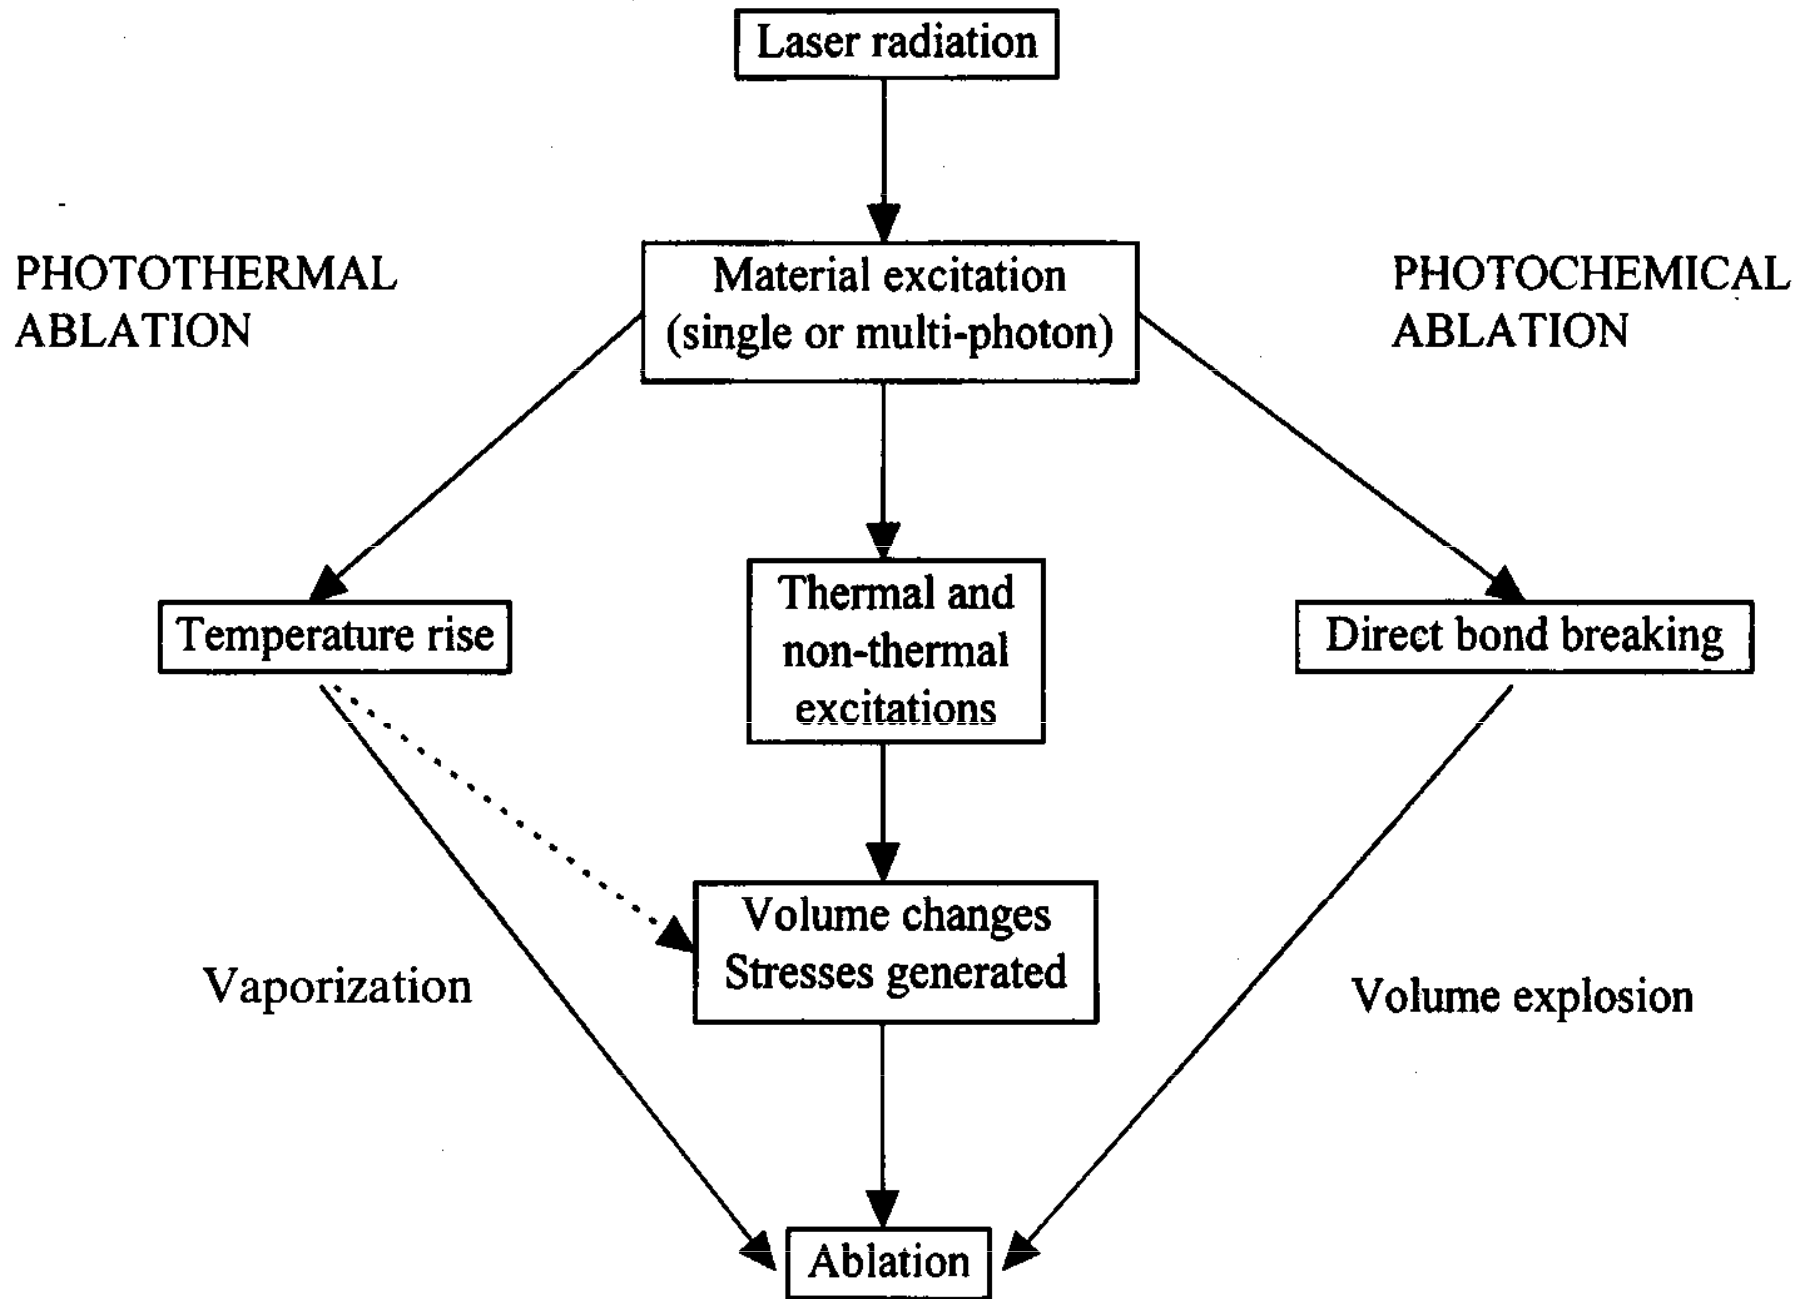 Laser radiation
PHOTOTHERMAL
ABLATION
Material excitation
(single or multi-photon)
PHOTOCHEMICAL
ABLATION
Temperature rise
Thermal and
non-thermal
excitations
Direct bond breaking
Volume changes
Stresses generated
Vaporization
Volume explosion
Ablation